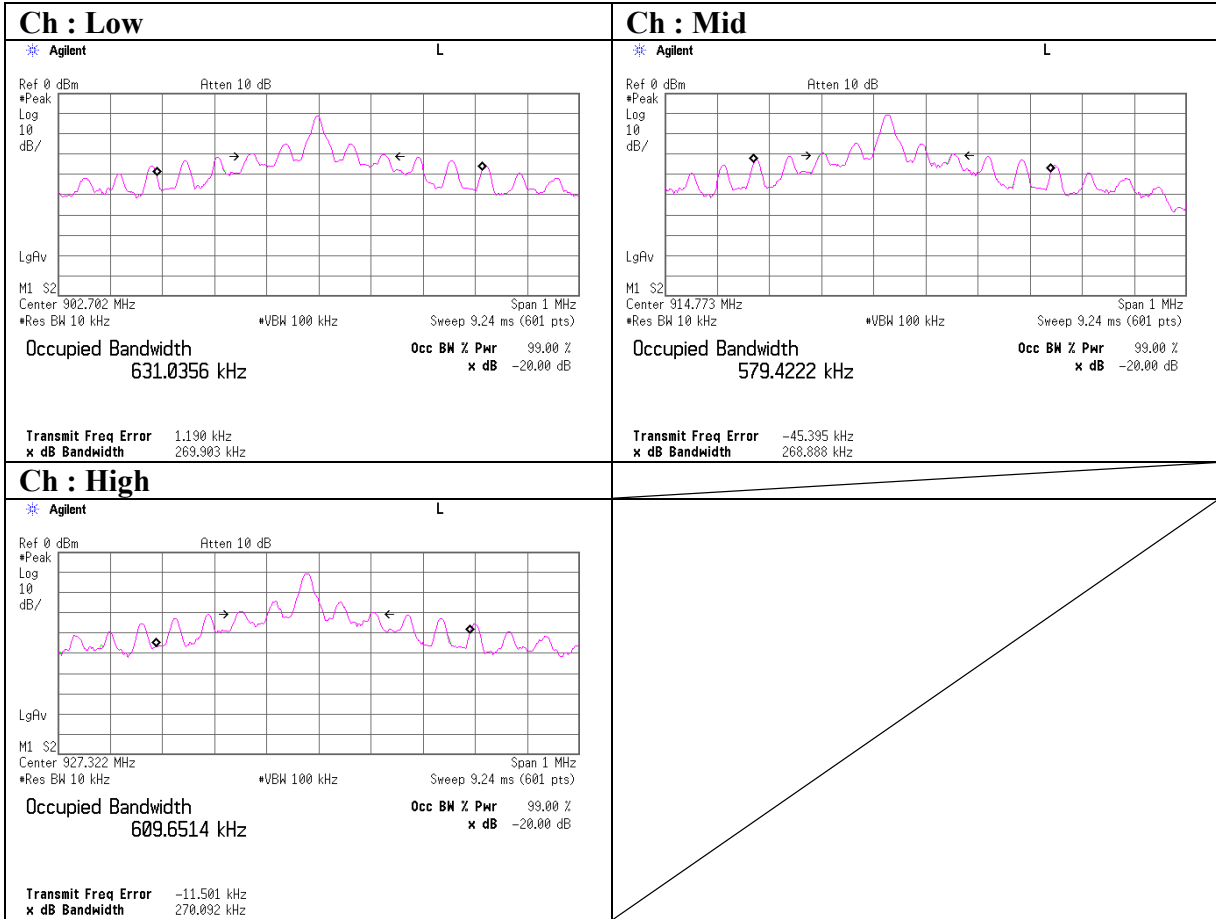 Ch : Low
Agilent L
Ref 0 dBm Atten 10 dB
#Peak
Log
10
dB/
LgAv
M1 S2
Center 902.702 MHz Span 1 MHz
#Res BW 10 kHz #VBW 100 kHz Sweep 9.24 ms (601 pts)
Occupied Bandwidth Occ BW % Pwr 99.00 %
631.0356 kHz x dB -20.00 dB
Transmit Freq Error 1.190 kHz
x dB Bandwidth 269.903 kHz
Ch : Mid
Agilent L
Ref 0 dBm Atten 10 dB
#Peak
Log
10
dB/
LgAv
M1 S2
Center 914.773 MHz Span 1 MHz
#Res BW 10 kHz #VBW 100 kHz Sweep 9.24 ms (601 pts)
Occupied Bandwidth Occ BW % Pwr 99.00 %
579.4222 kHz x dB -20.00 dB
Transmit Freq Error -45.395 kHz
x dB Bandwidth 268.888 kHz
Ch : High
Agilent L
Ref 0 dBm Atten 10 dB
#Peak
Log
10
dB/
LgAv
M1 S2
Center 927.322 MHz Span 1 MHz
#Res BW 10 kHz #VBW 100 kHz Sweep 9.24 ms (601 pts)
Occupied Bandwidth Occ BW % Pwr 99.00 %
609.6514 kHz x dB -20.00 dB
Transmit Freq Error -11.501 kHz
x dB Bandwidth 270.092 kHz